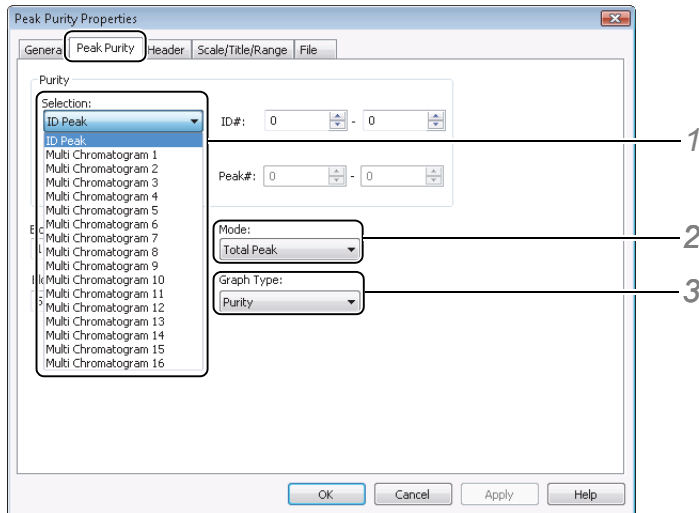 Peak Purity Properties
General Peak Purity Header Scale/Title/Range File
Purity
Selection:
ID Peak ID#: 0 - 0
ID Peak
Multi Chromatogram 1
Multi Chromatogram 2
Multi Chromatogram 3
Peak#: 0 - 0
Multi Chromatogram 4
Multi Chromatogram 5
Multi Chromatogram 6
Multi Chromatogram 7
Multi Chromatogram 8
Multi Chromatogram 9
Multi Chromatogram 10
Multi Chromatogram 11
Multi Chromatogram 12
Multi Chromatogram 13
Multi Chromatogram 14
Multi Chromatogram 15
Multi Chromatogram 16
Mode:
Total Peak
Graph Type:
Purity
1
2
3
OK Cancel Apply Help